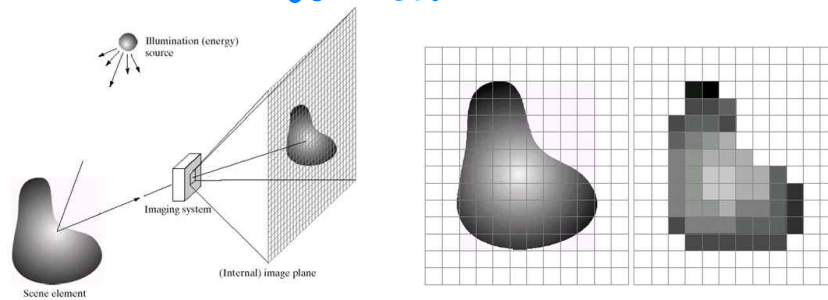 Illumination (energy)
source
Imaging system
(Internal) image plane
Scene element